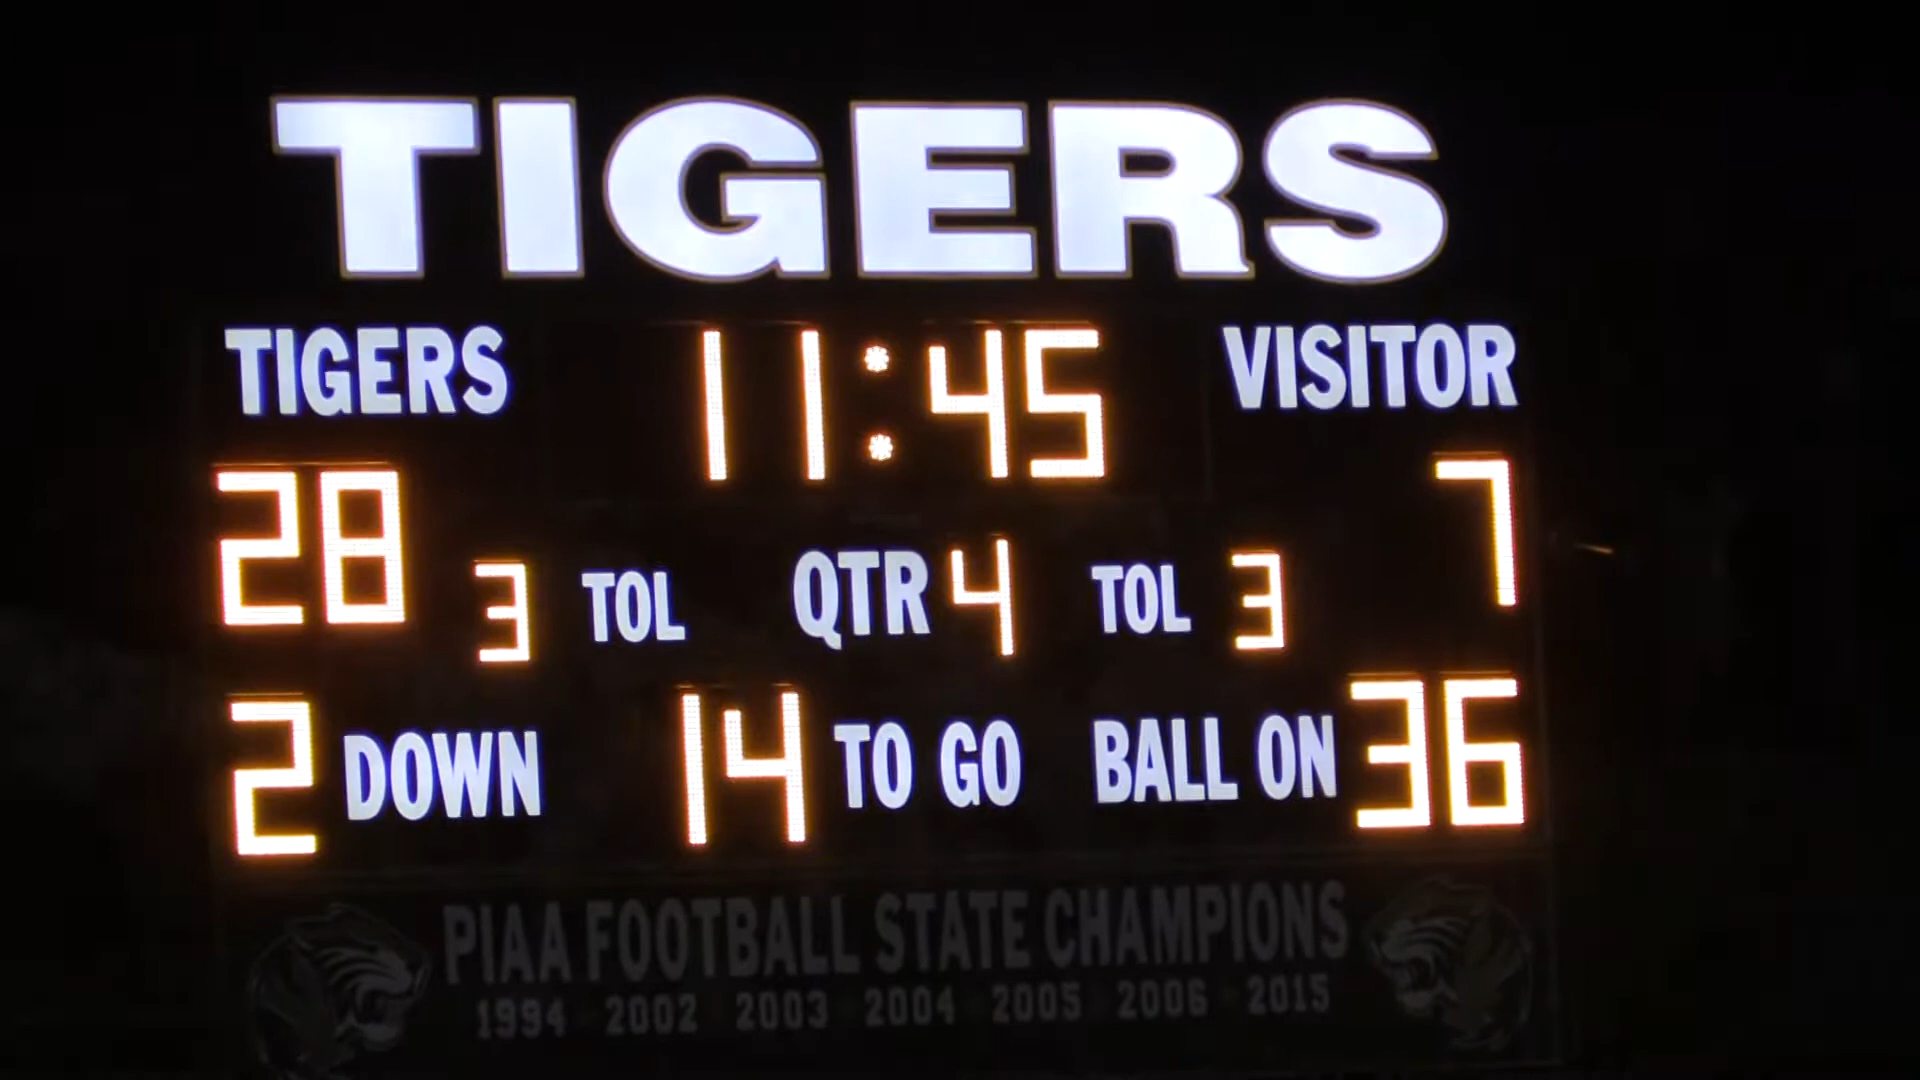 TIGERS
TIGERS 11:45 VISITOR
28 3 TOL QTR 4 TOL 3 7
2 DOWN 14 TO GO BALL ON 36
PIAA FOOTBALL STATE CHAMPIONS
1994 2002 2003 2004 2005 2006 2015